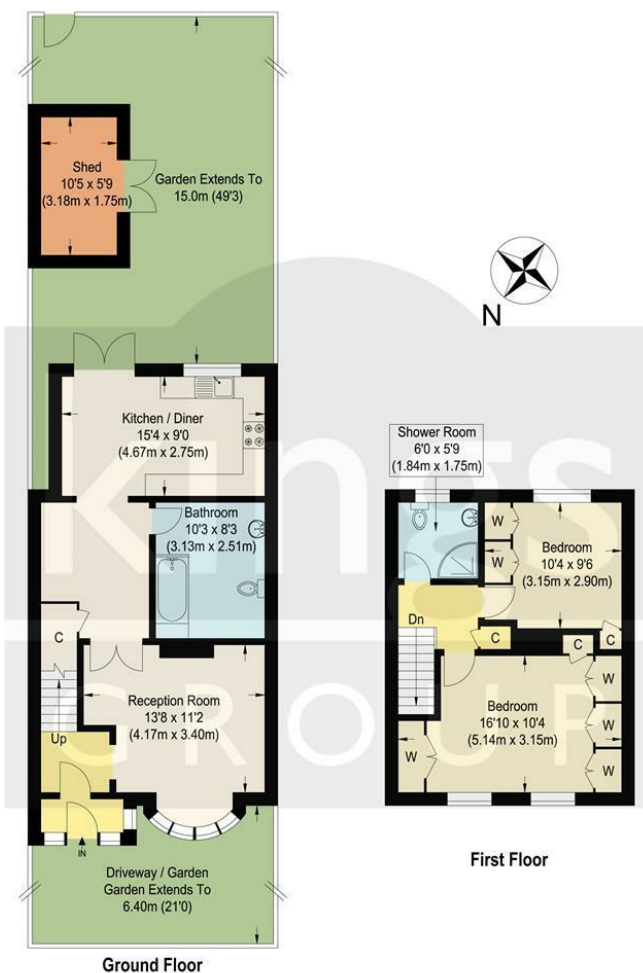 Shed
10'5 x 5'9
(3.18m x 1.75m)
Garden Extends To
15.0m (49'3)
N
Kitchen / Diner
15'4 x 9'0
(4.67m x 2.75m)
Shower Room
6'0 x 5'9
(1.84m x 1.75m)
Kings
Bathroom
10'3 x 8'3
(3.13m x 2.51m)
W
W
Bedroom
10'4 x 9'6
(3.15m x 2.90m)
Dn
C
C
C
C
GROUP
Reception Room
13'8 x 11'2
(4.17m x 3.40m)
Up
Bedroom
16'10 x 10'4
(5.14m x 3.15m)
W
W
W
W
IN
Driveway / Garden
Garden Extends To
6.40m (21'0)
First Floor
Ground Floor